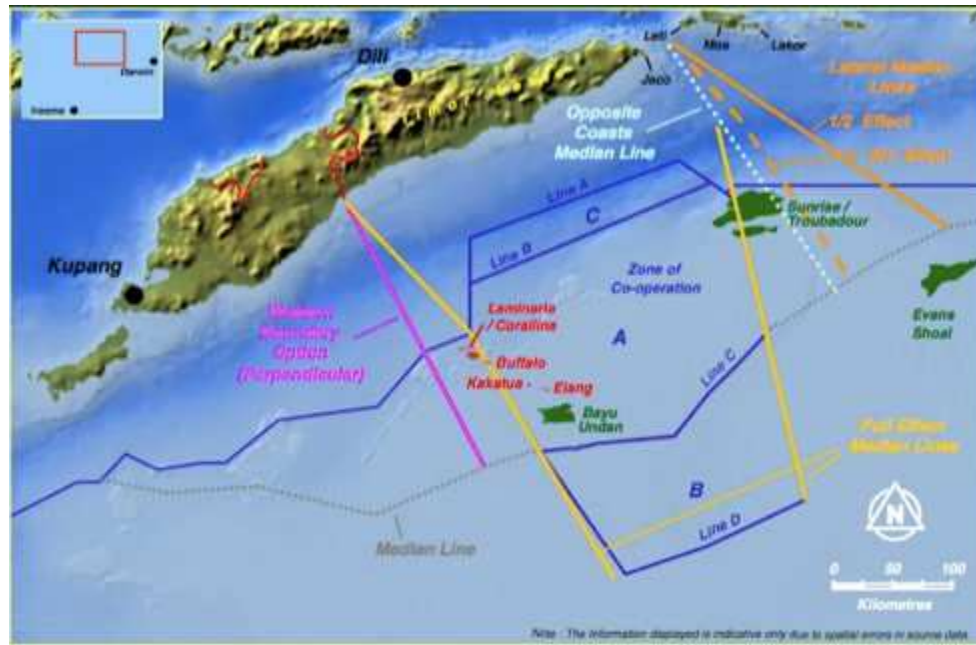 Darwin
Dili
Timor
Kupang
Leti
Moa
Lakor
Jaco
Opposite
Coasts
Median Line
Lateral Median
Lines
1/2 Effect
Line A
C
Line B
Sunrise /
Troubadour
Zone of
Co-operation
A
Western
Boundary
Option
(Perpendicular)
Laminaria
/ Corallina
Buffalo
Kakatua -
- Elang
Bayu
Undan
Line C
Evans
Shoal
Full Effect
Median Lines
B
Line D
Median Line
N
0 50 100
Kilometres
Note : The information displayed is indicative only due to spatial errors in source data.